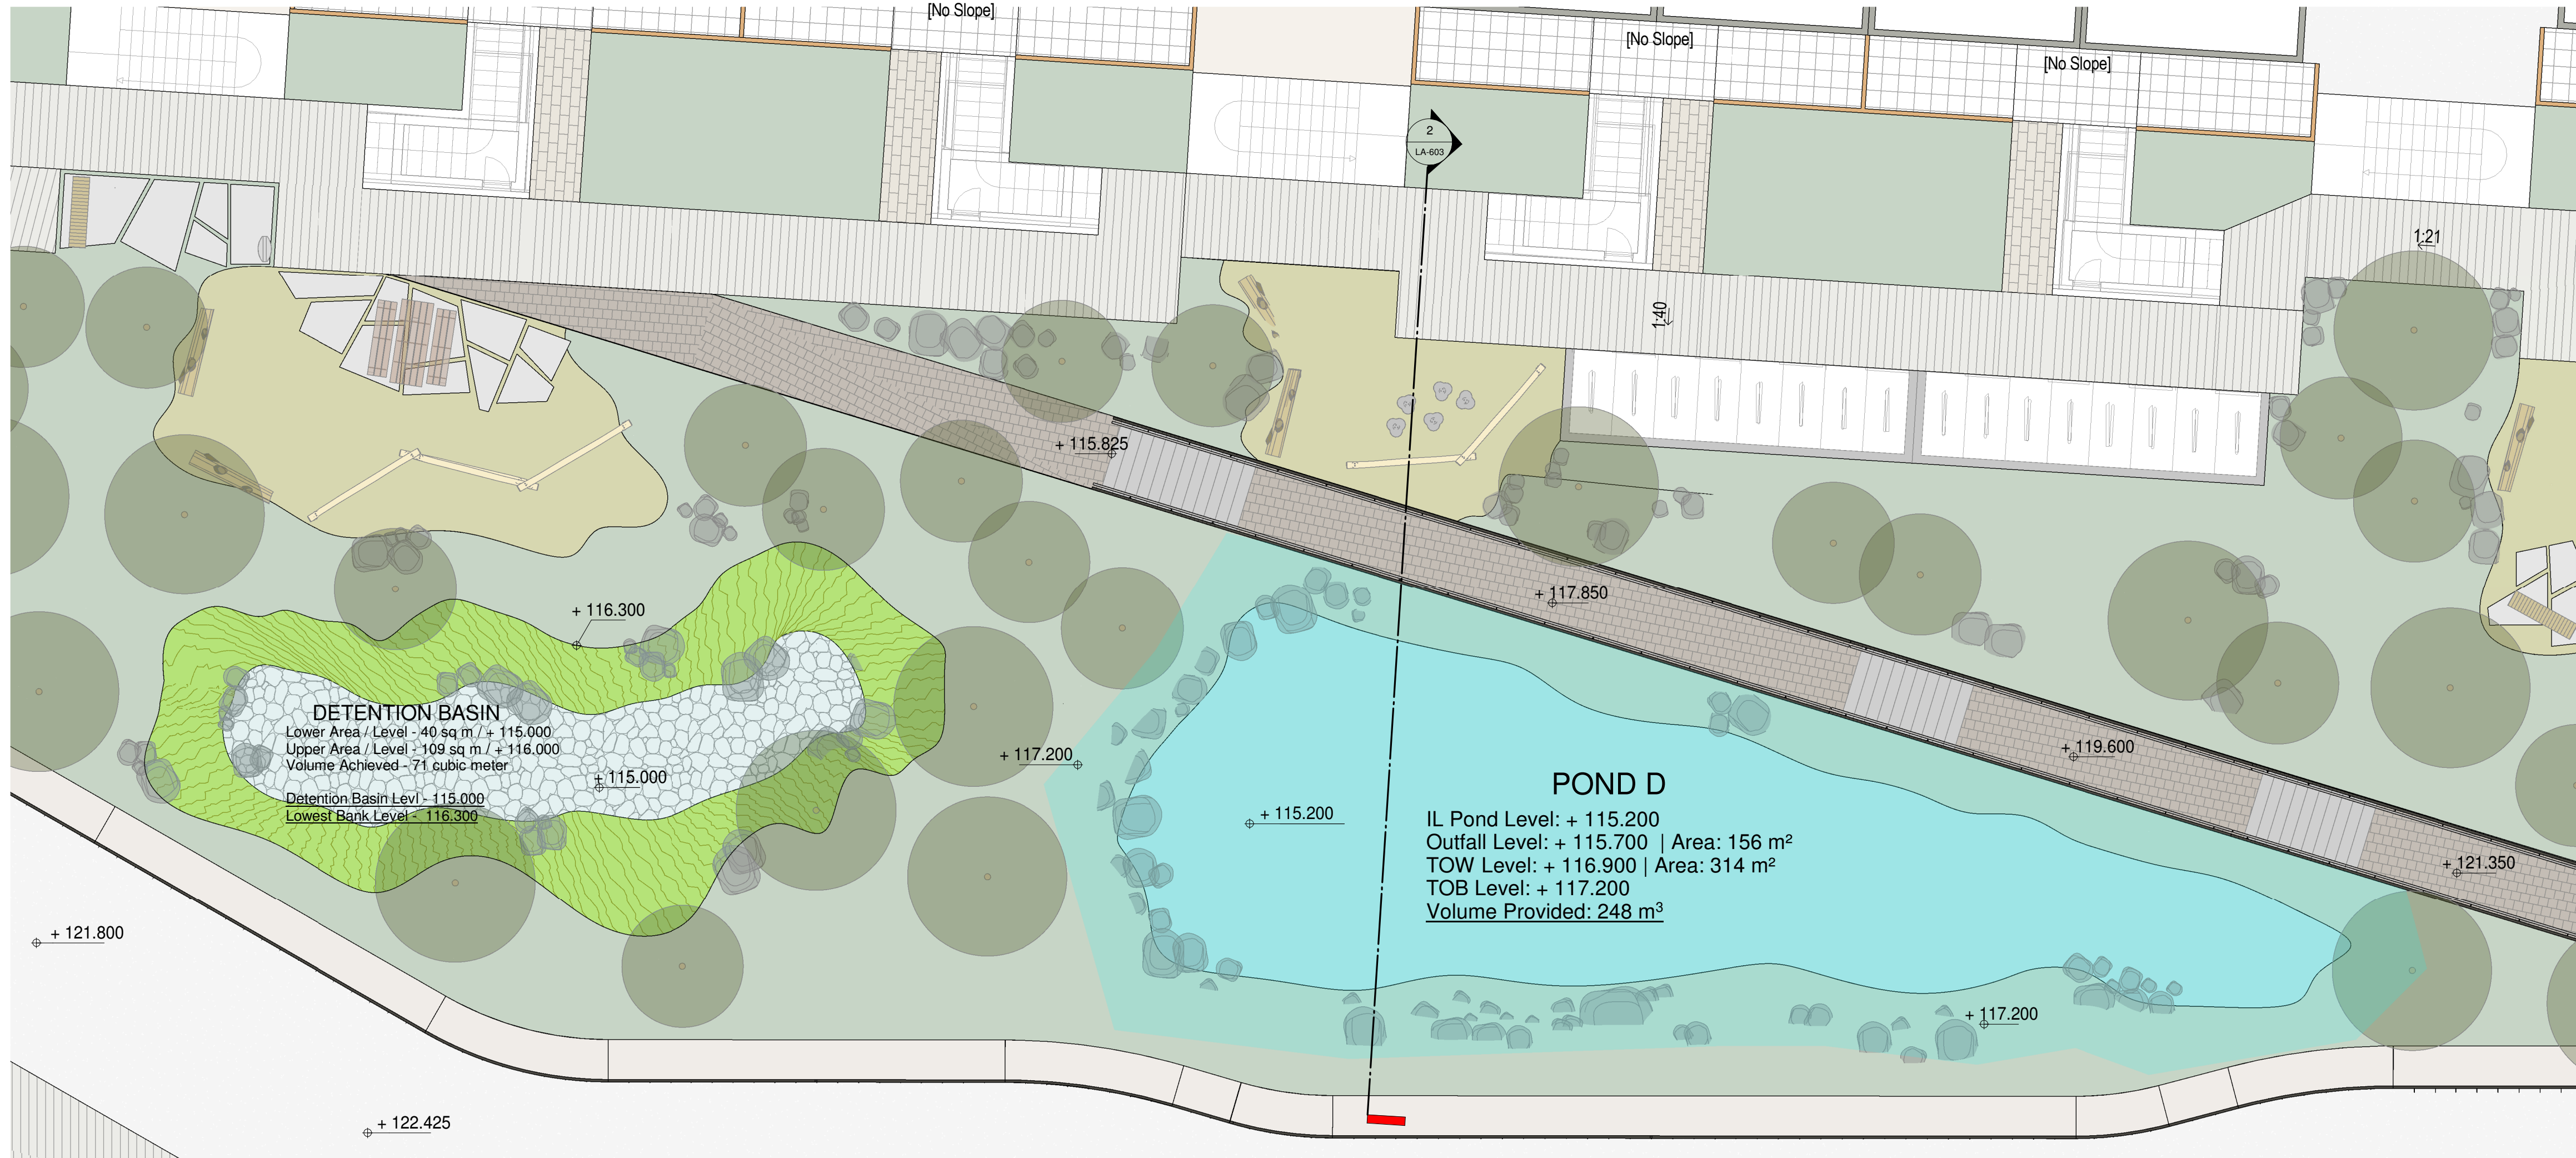 [No Slope]
[No Slope]
[No Slope]
2
LA-603
1:21
1:40
+ 115.825
+ 117.850
+ 116.300
DETENTION BASIN
Lower Area / Level - 40 sq m / + 115.000
Upper Area / Level - 109 sq m / + 116.000
Volume Achieved - 71 cubic meter
+ 115.000
Detention Basin Levl - 115.000
Lowest Bank Level - 116.300
+ 117.200
+ 119.600
POND D
+ 115.200
IL Pond Level: + 115.200
Outfall Level: + 115.700 | Area: 156 m²
TOW Level: + 116.900 | Area: 314 m²
TOB Level: + 117.200
Volume Provided: 248 m³
+ 121.350
+ 121.800
+ 117.200
+ 122.425